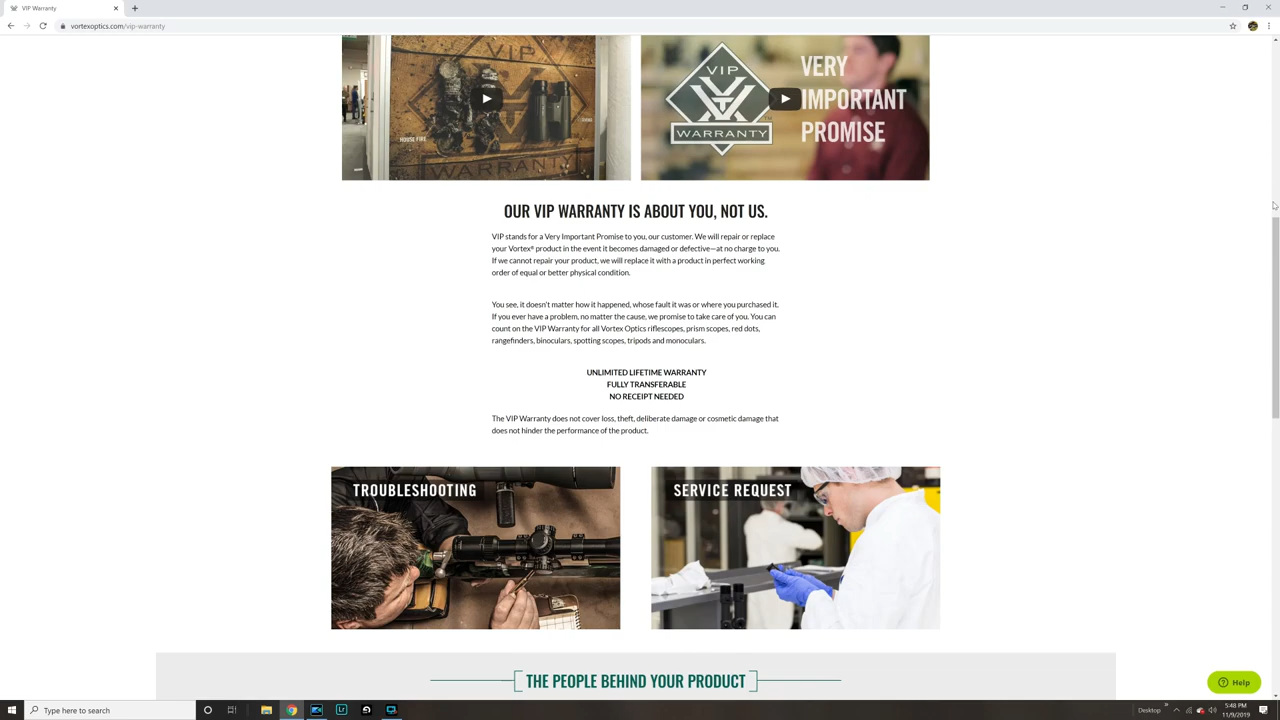 VIP Warranty
vortexoptics.com/vip-warranty
VIP
HOUSE FIRE
WARRANTY
VIP
WARRANTY
VERY
IMPORTANT
PROMISE
OUR VIP WARRANTY IS ABOUT YOU, NOT US.
VIP stands for a Very Important Promise to you, our customer. We will repair or replace
your Vortex® product in the event it becomes damaged or defective—at no charge to you.
If we cannot repair your product, we will replace it with a product in perfect working
order of equal or better physical condition.
You see, it doesn't matter how it happened, whose fault it was or where you purchased it.
If you ever have a problem, no matter the cause, we promise to take care of you. You can
count on the VIP Warranty for all Vortex Optics riflescopes, prism scopes, red dots,
rangefinders, binoculars, spotting scopes, tripods and monoculars.
UNLIMITED LIFETIME WARRANTY
FULLY TRANSFERABLE
NO RECEIPT NEEDED
The VIP Warranty does not cover loss, theft, deliberate damage or cosmetic damage that
does not hinder the performance of the product.
TROUBLESHOOTING
SERVICE REQUEST
THE PEOPLE BEHIND YOUR PRODUCT
Help
Type here to search
Desktop
5:48 PM
11/9/2019